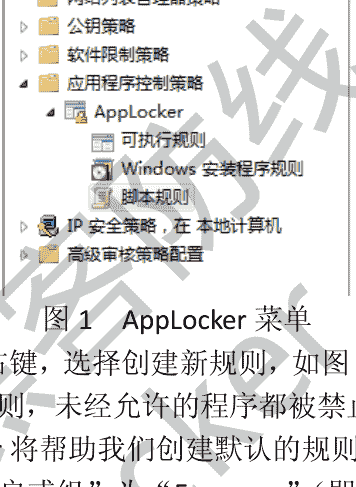 公钥策略
软件限制策略
应用程序控制策略
AppLocker
可执行规则
Windows 安装程序规则
脚本规则
IP 安全策略，在 本地计算机
高级审核策略配置
图 1 AppLocker 菜单
右键，选择创建新规则，如图
则，未经允许的程序都被禁止
将帮助我们创建默认的规则